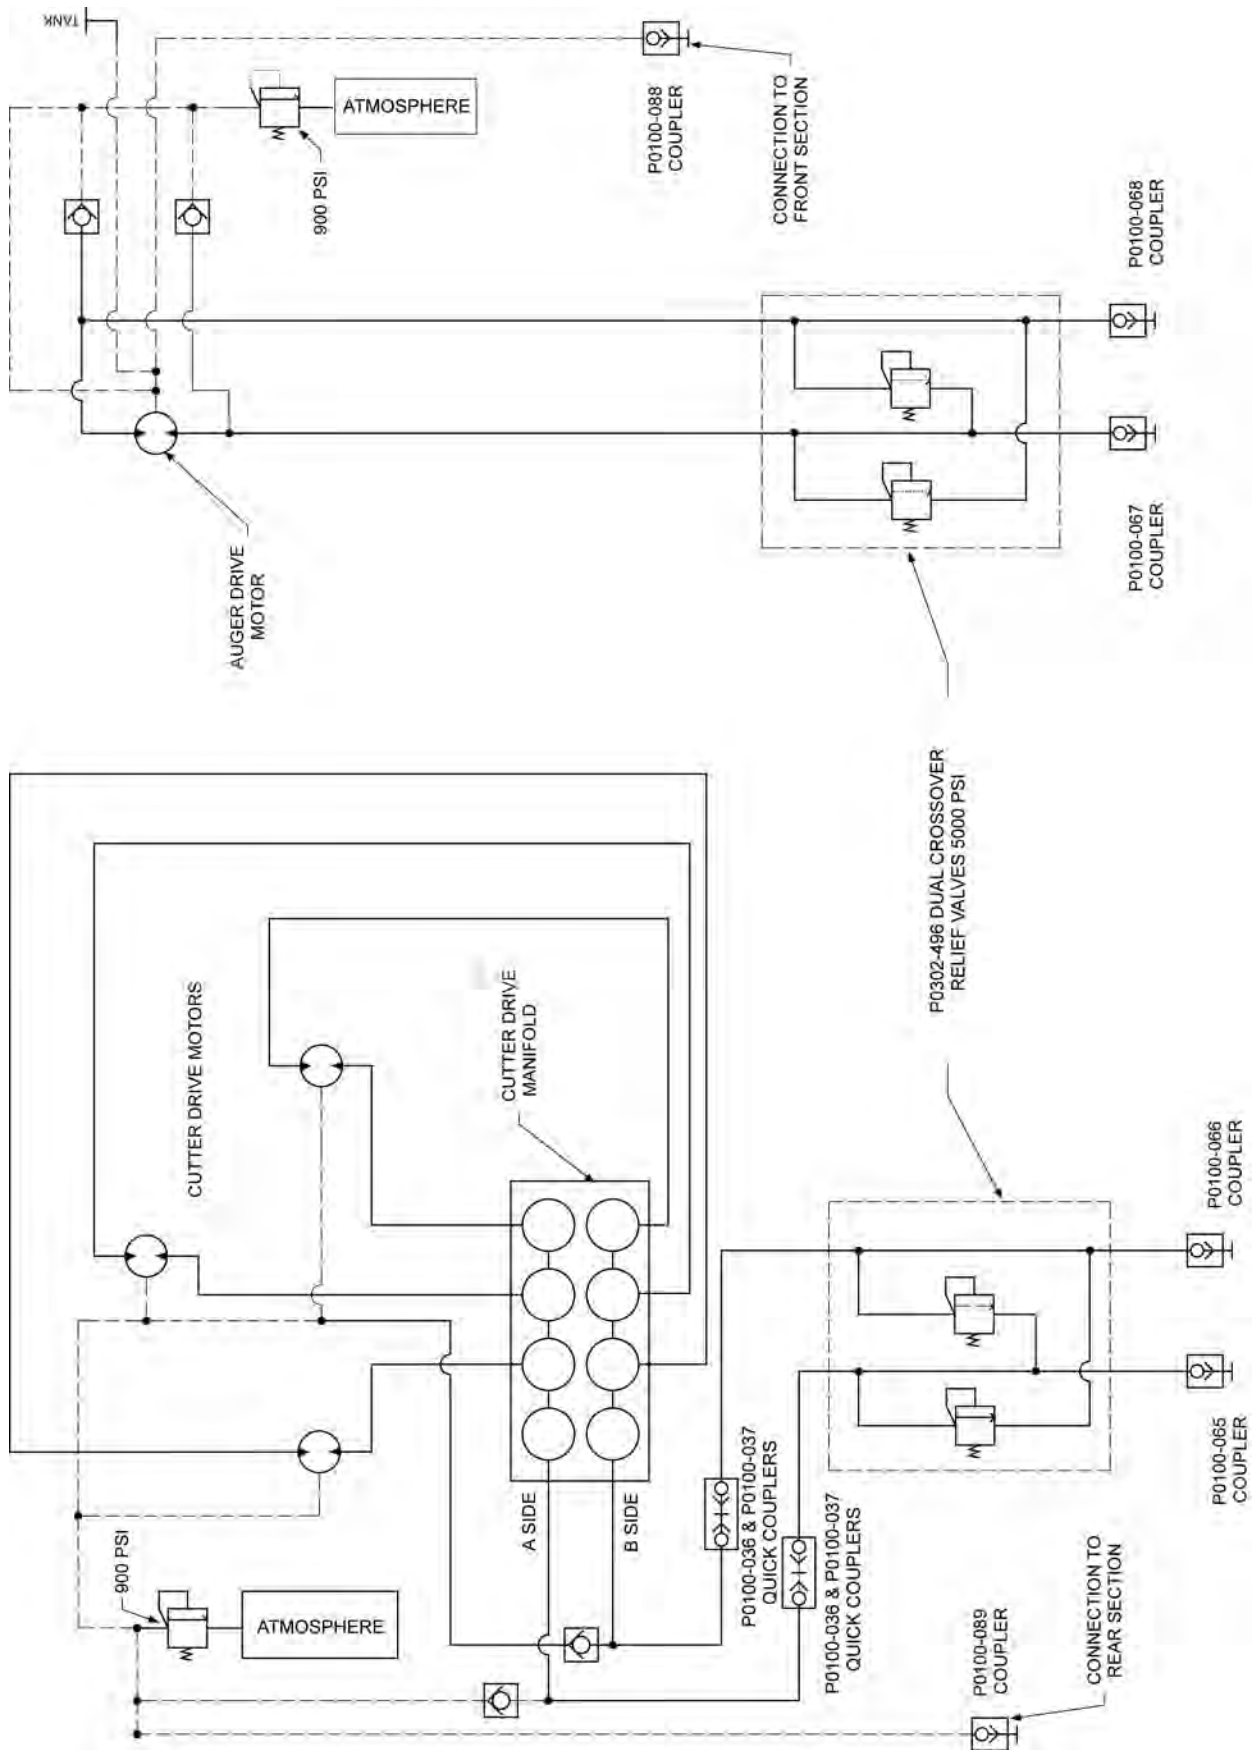 TANK
ATMOSPHERE
900 PSI
P0100-088
COUPLER
CONNECTION TO
FRONT SECTION
P0100-068
COUPLER
P0100-067
COUPLER
AUGER DRIVE
MOTOR
P0302-496 DUAL CROSSOVER
RELIEF VALVES 5000 PSI
CUTTER DRIVE MOTORS
CUTTER DRIVE
MANIFOLD
A SIDE
B SIDE
900 PSI
ATMOSPHERE
P0100-036 & P0100-037
QUICK COUPLERS
P0100-036 & P0100-037
QUICK COUPLERS
P0100-066
COUPLER
P0100-065
COUPLER
P0100-089
COUPLER
CONNECTION TO
REAR SECTION